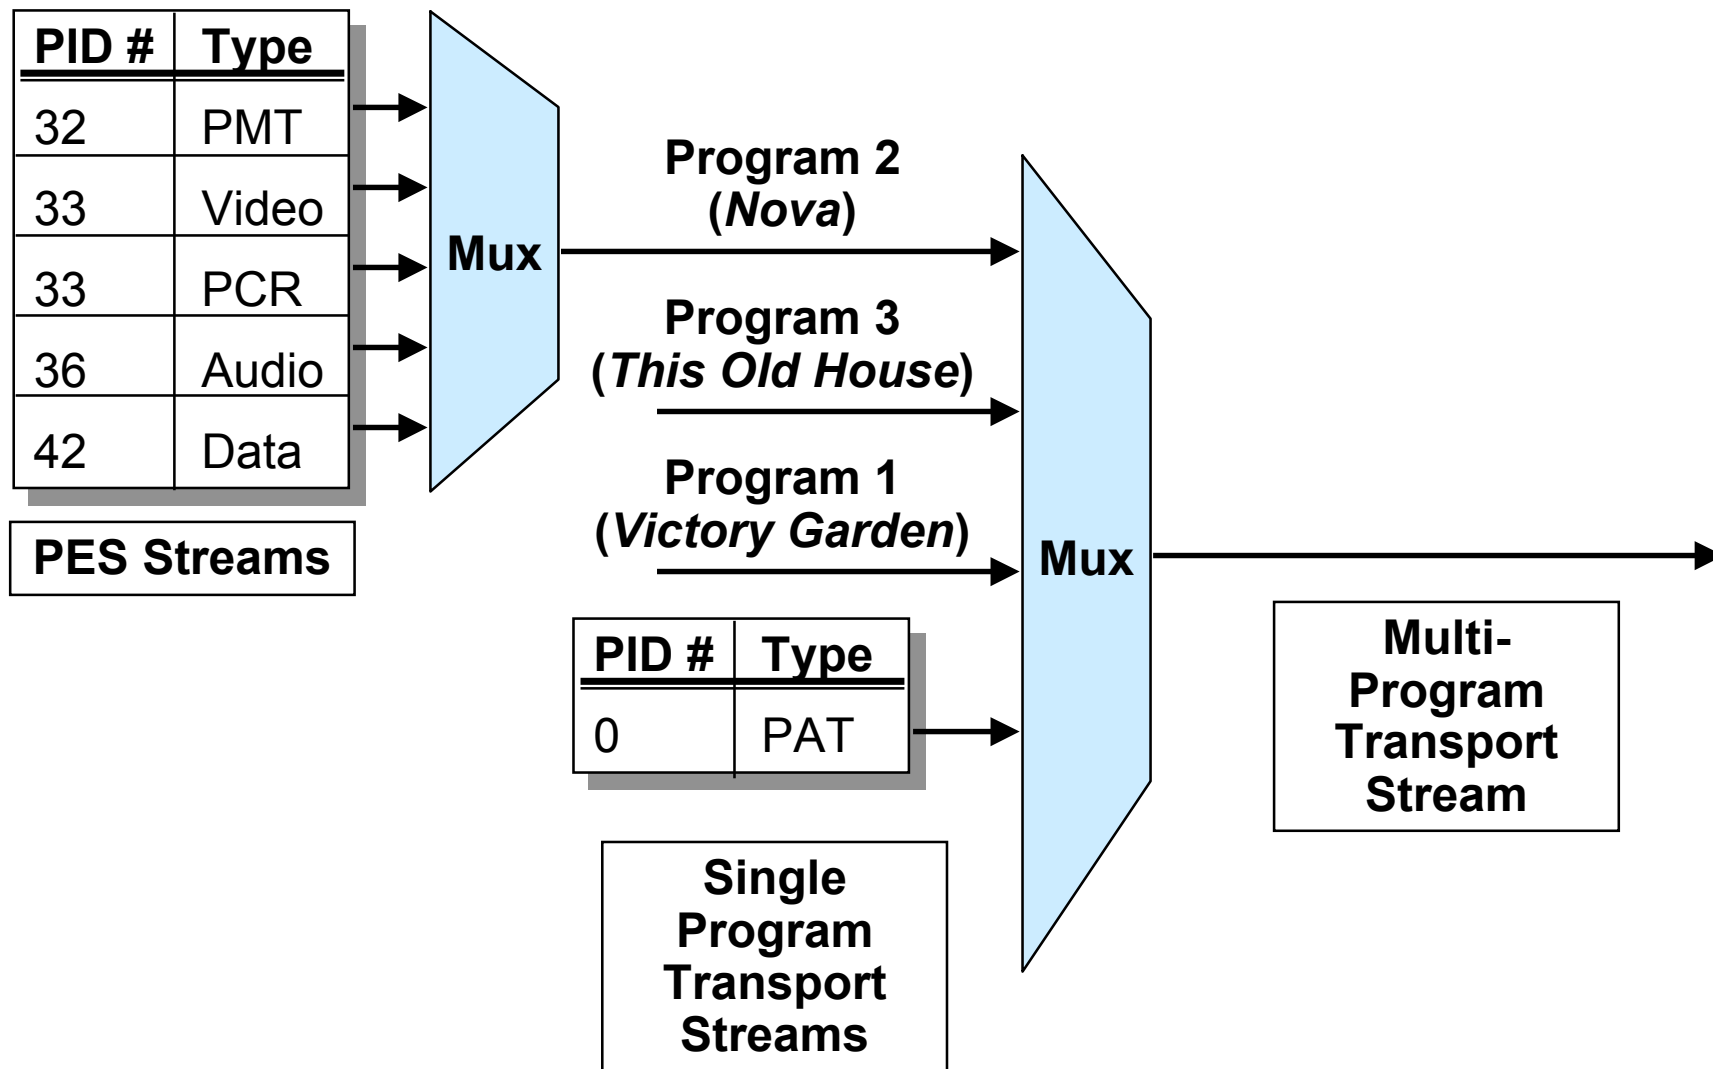 PID # Type
32 PMT
33 Video
33 PCR
36 Audio
42 Data
PES Streams
Mux
Program 2
(Nova)
Program 3
(This Old House)
Program 1
(Victory Garden)
PID # Type
0 PAT
Single
Program
Transport
Streams
Mux
Multi-
Program
Transport
Stream